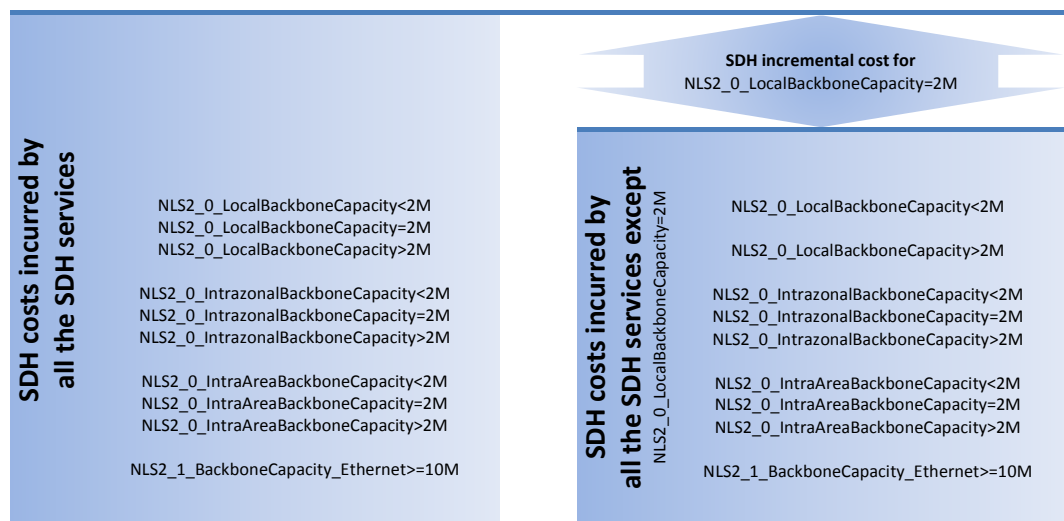 SDH costs incurred by
all the SDH services
NLS2_0_LocalBackboneCapacity<2M
NLS2_0_LocalBackboneCapacity=2M
NLS2_0_LocalBackboneCapacity>2M
NLS2_0_IntrazonalBackboneCapacity<2M
NLS2_0_IntrazonalBackboneCapacity=2M
NLS2_0_IntrazonalBackboneCapacity>2M
NLS2_0_IntraAreaBackboneCapacity<2M
NLS2_0_IntraAreaBackboneCapacity=2M
NLS2_0_IntraAreaBackboneCapacity>2M
NLS2_1_BackboneCapacity_Ethernet>=10M
SDH incremental cost for
NLS2_0_LocalBackboneCapacity=2M
SDH costs incurred by
all the SDH services except
NLS2_0_LocalBackboneCapacity=2M
NLS2_0_LocalBackboneCapacity<2M
NLS2_0_LocalBackboneCapacity>2M
NLS2_0_IntrazonalBackboneCapacity<2M
NLS2_0_IntrazonalBackboneCapacity=2M
NLS2_0_IntrazonalBackboneCapacity>2M
NLS2_0_IntraAreaBackboneCapacity<2M
NLS2_0_IntraAreaBackboneCapacity=2M
NLS2_0_IntraAreaBackboneCapacity>2M
NLS2_1_BackboneCapacity_Ethernet>=10M